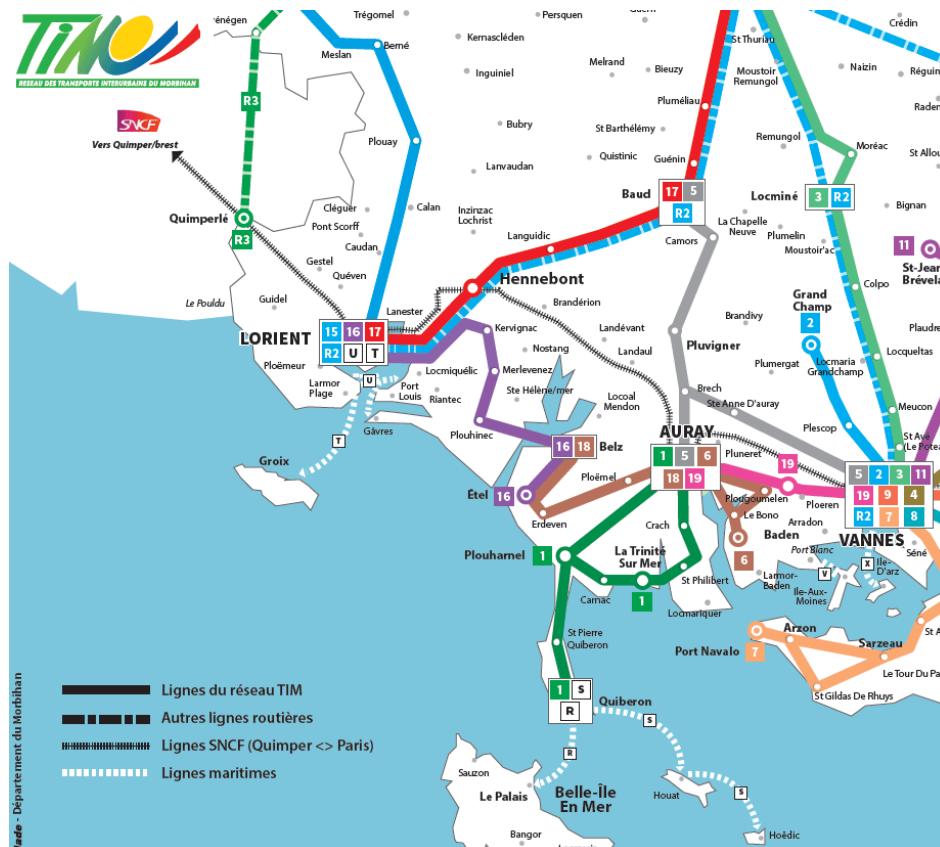 TIM
RESEAU DES TRANSPORTS INTERURBAINS DU MORBIHAN
Trégomel
Persquen
Crédin
Kernascléden
St Thuriau
Meslan
Berné
Melrand
Bieuzy
Moustoir
Remungol
Naizin
Inguiniel
R3
Pluméliau
SNCF
Vers Quimper/brest
Bubry
St Barthélémy
Remungol
Moréac
Plouay
Quistinic
Guénin
Lanvaudan
Baud
17 5
R2
Locminé
3 R2
Bignan
Quimperlé
R3
Cléguer
Calan
Inzinzac
Lochrist
La Chapelle
Neuve
Pont Scorff
Languidic
Camors
Plumelin
Moustoir'ac
11
Caudan
Gestel
Quéven
Hennebont
Colpo
Le Pouldu
Guidel
Lanester
Brandérion
Grand
Champ
2
LORIENT
15 16 17
R2 U T
Kervignac
Landévant
Brandivy
Nostang
Landaul
Pluvigner
Locmaria
Grandchamp
Locqueltas
Ploëmeur
Locmiquélic
Merlevenez
Plumergat
Larmor
Plage
U
Port
Louis
Riantec
Ste Hélène/mer
Locoal
Mendon
Brech
Ste Anne D'auray
Meucon
Gâvres
Plouhinec
AURAY
Plescop
T
16 18
Belz
1 5 6
18 19
Pluneret
19
5 2 3 11
19 9 4
R2 7 8
Groix
Étel
16
Ploëmel
Plougoumelen
Ploeren
Le Bono
Arradon
VANNES
Erdeven
Crach
Baden
6
Port Blanc
Séné
Plouharnel
1
La Trinité
Sur Mer
1
V
X
Ile-
D'arz
Carnac
St Philibert
Larmor-
Baden
Ile-Aux-
Moines
Locmariquer
Arzon
St Pierre
Quiberon
Port Navalo
7
Sarzeau
St Gildas De Rhuys
1 S
R
Quiberon
S
R
S
Lignes du réseau TIM
Autres lignes routières
Lignes SNCF (Quimper <> Paris)
Lignes maritimes
Sauzon
Le Palais
Belle-Île
En Mer
Houat
Hoëdic
Bangor
Département du Morbihan